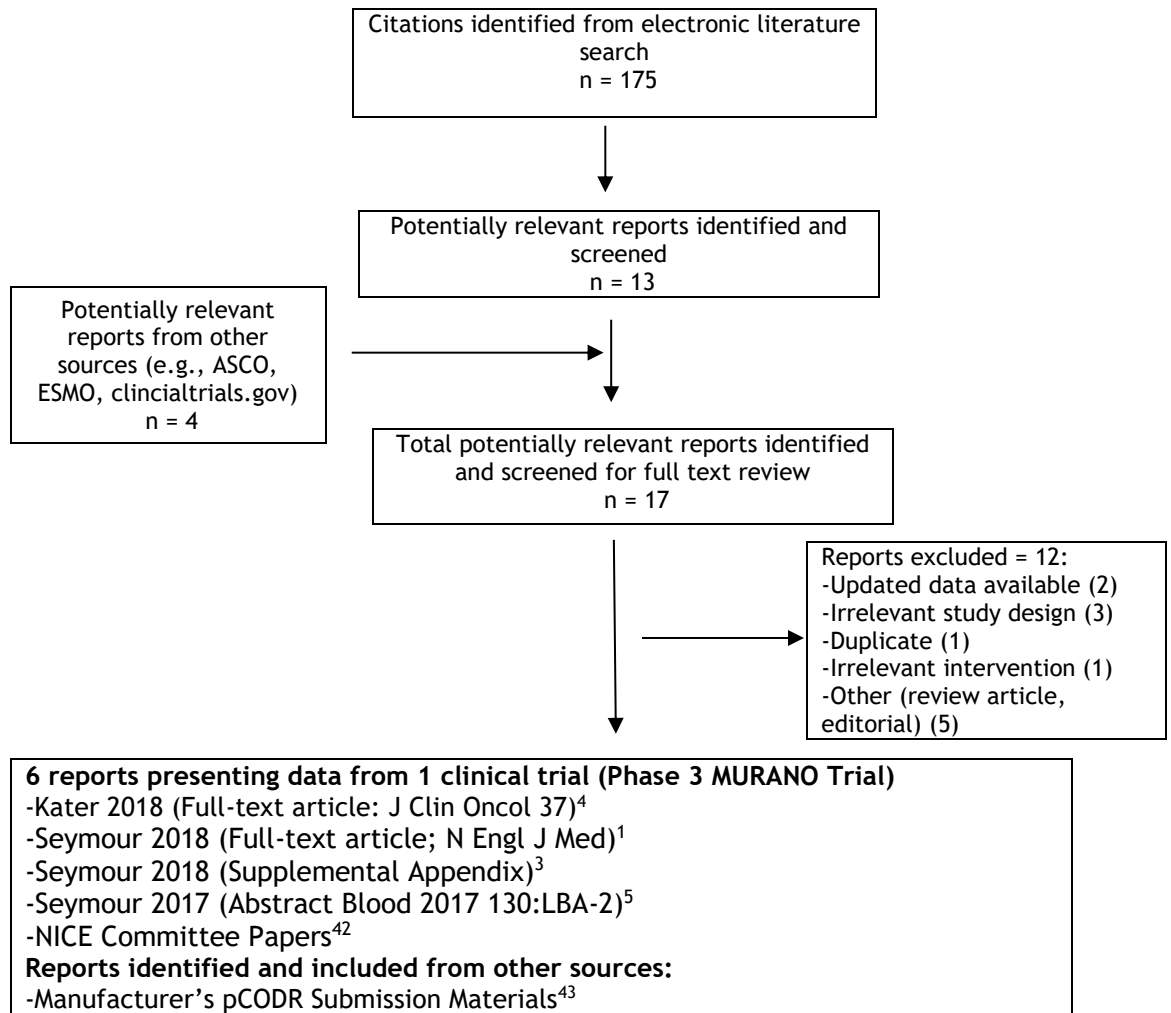 Citations identified from electronic literature
search
n = 175
Potentially relevant reports identified and
screened
n = 13
Potentially relevant
reports from other
sources (e.g., ASCO,
ESMO, clincialtrials.gov)
n = 4
Total potentially relevant reports identified
and screened for full text review
n = 17
Reports excluded = 12:
-Updated data available (2)
-Irrelevant study design (3)
-Duplicate (1)
-Irrelevant intervention (1)
-Other (review article,
editorial) (5)
6 reports presenting data from 1 clinical trial (Phase 3 MURANO Trial)
-Kater 2018 (Full-text article: J Clin Oncol 37)4
-Seymour 2018 (Full-text article; N Engl J Med)1
-Seymour 2018 (Supplemental Appendix)3
-Seymour 2017 (Abstract Blood 2017 130:LBA-2)5
-NICE Committee Papers42
Reports identified and included from other sources:
-Manufacturer’s pCODR Submission Materials43